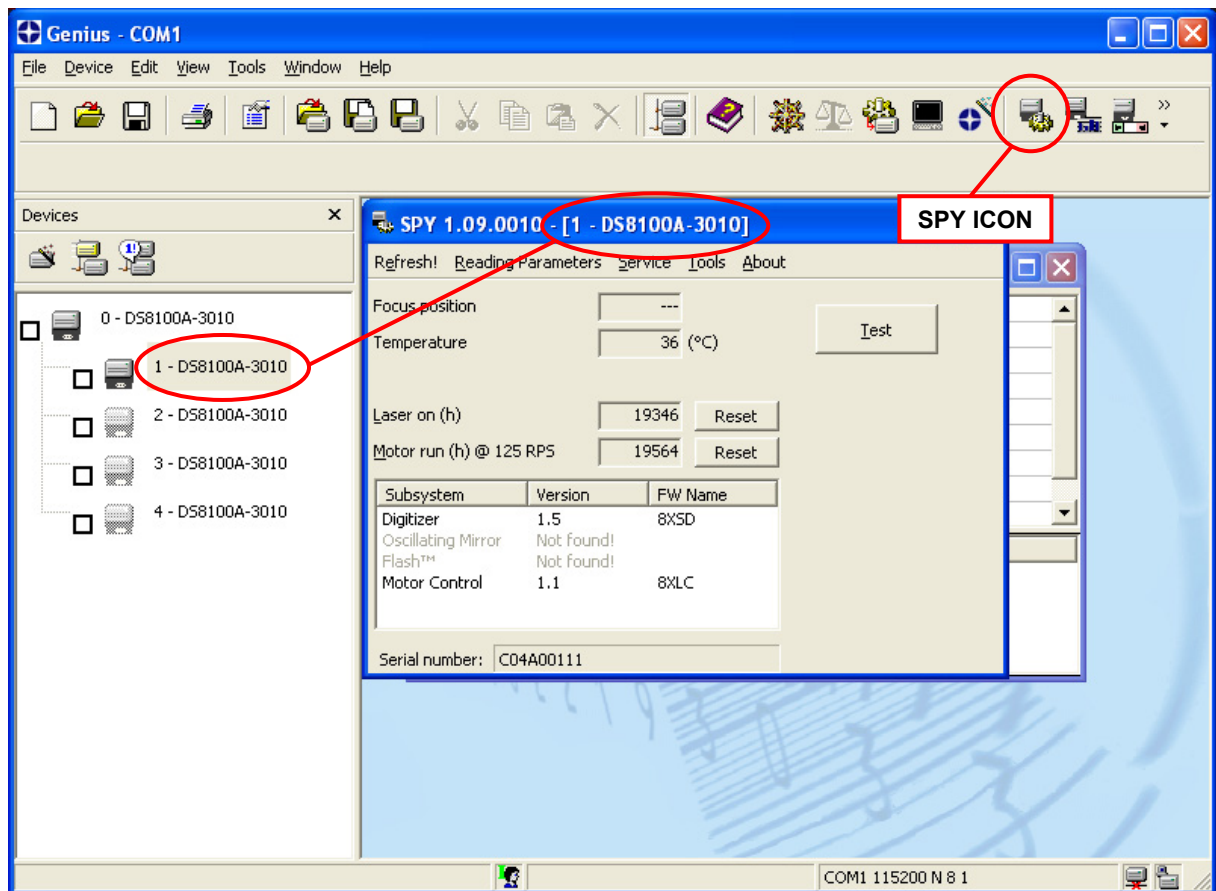 Genius - COM1
File Device Edit View Tools Window Help
SPY ICON
Devices
0 - DS8100A-3010
1 - DS8100A-3010
2 - DS8100A-3010
3 - DS8100A-3010
4 - DS8100A-3010
SPY 1.09.0010 - [1 - DS8100A-3010]
Refresh! Reading Parameters Service Tools About
Focus position ---
Temperature 36 (°C)
Test
Laser on (h) 19346 Reset
Motor run (h) @ 125 RPS 19564 Reset
Subsystem Version FW Name
Digitizer 1.5 8XSD
Oscillating Mirror Not found!
Flash™ Not found!
Motor Control 1.1 8XLC
Serial number: C04A00111
COM1 115200 N 8 1